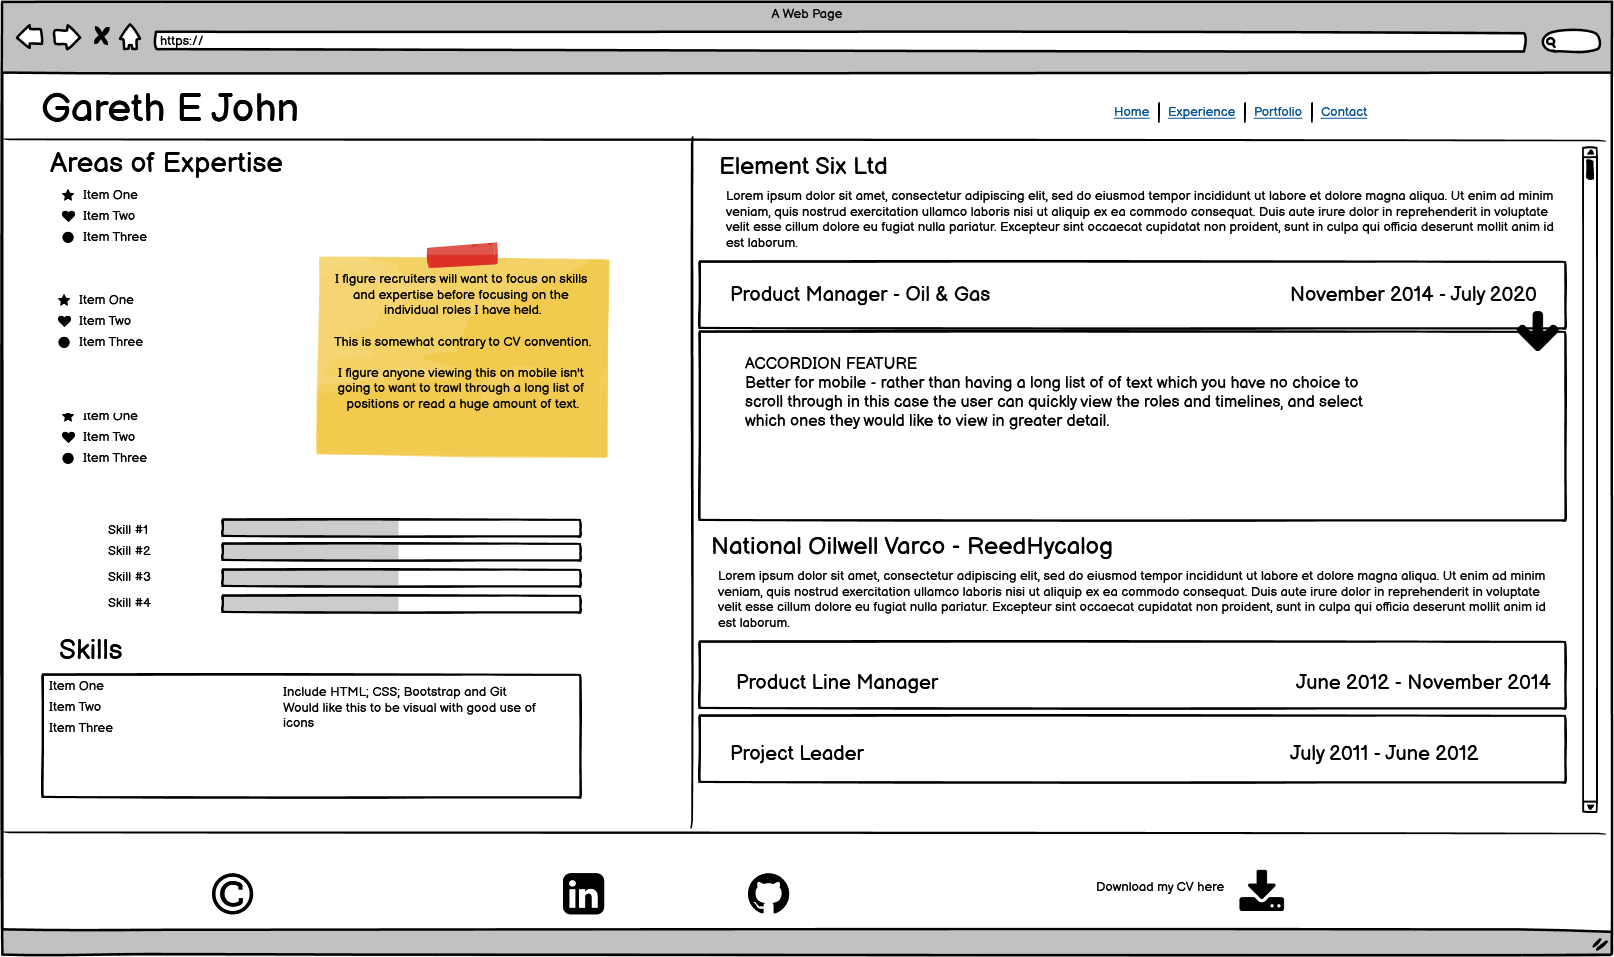 A Web Page
https://
Gareth E John
Home
Experience
Portfolio
Contact
Areas of Expertise
Item One
Item Two
Item Three
Item One
Item Two
Item Three
Item One
Item Two
Item Three
I figure recruiters will want to focus on skills
and expertise before focusing on the
individual roles I have held.
This is somewhat contrary to CV convention.
I figure anyone viewing this on mobile isn't
going to want to trawl through a long list of
positions or read a huge amount of text.
Skill #1
Skill #2
Skill #3
Skill #4
Skills
Item One
Item Two
Item Three
Include HTML; CSS; Bootstrap and Git
Would like this to be visual with good use of
icons
Element Six Ltd
Lorem ipsum dolor sit amet, consectetur adipiscing elit, sed do eiusmod tempor incididunt ut labore et dolore magna aliqua. Ut enim ad minim
veniam, quis nostrud exercitation ullamco laboris nisi ut aliquip ex ea commodo consequat. Duis aute irure dolor in reprehenderit in voluptate
velit esse cillum dolore eu fugiat nulla pariatur. Excepteur sint occaecat cupidatat non proident, sunt in culpa qui officia deserunt mollit anim id
est laborum.
Product Manager - Oil & Gas
November 2014 - July 2020
ACCORDION FEATURE
Better for mobile - rather than having a long list of of text which you have no choice to
scroll through in this case the user can quickly view the roles and timelines, and select
which ones they would like to view in greater detail.
National Oilwell Varco - ReedHycalog
Lorem ipsum dolor sit amet, consectetur adipiscing elit, sed do eiusmod tempor incididunt ut labore et dolore magna aliqua. Ut enim ad minim
veniam, quis nostrud exercitation ullamco laboris nisi ut aliquip ex ea commodo consequat. Duis aute irure dolor in reprehenderit in voluptate
velit esse cillum dolore eu fugiat nulla pariatur. Excepteur sint occaecat cupidatat non proident, sunt in culpa qui officia deserunt mollit anim id
est laborum.
Product Line Manager
June 2012 - November 2014
Project Leader
July 2011 - June 2012
©
in
Download my CV here